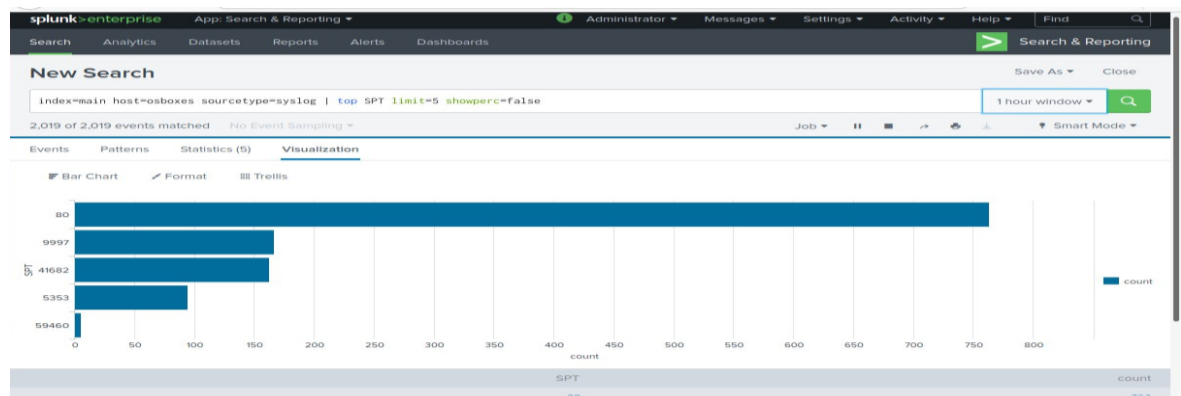 splunk>enterprise App: Search & Reporting Administrator Messages Settings Activity Help Find
Search Analytics Datasets Reports Alerts Dashboards Search & Reporting
New Search Save As Close
index=main host=osboxes sourcetype=syslog | top SPT limit=5 showperc=false 1 hour window
2,019 of 2,019 events matched No Event Sampling Job Smart Mode
Events Patterns Statistics (5) Visualization
Bar Chart Format Trellis
80
9997
41682
5353
59460
SPT
count
0 50 100 150 200 250 300 350 400 450 500 550 600 650 700 750 800
count
SPT count